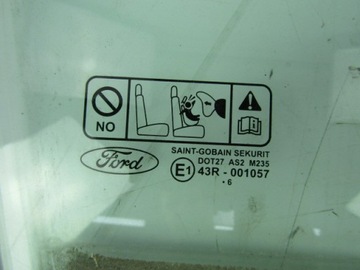 NO
Ford
SAINT-GOBAIN SEKURIT
DOT27 AS2 M235
E1 43R - 001057
· 6